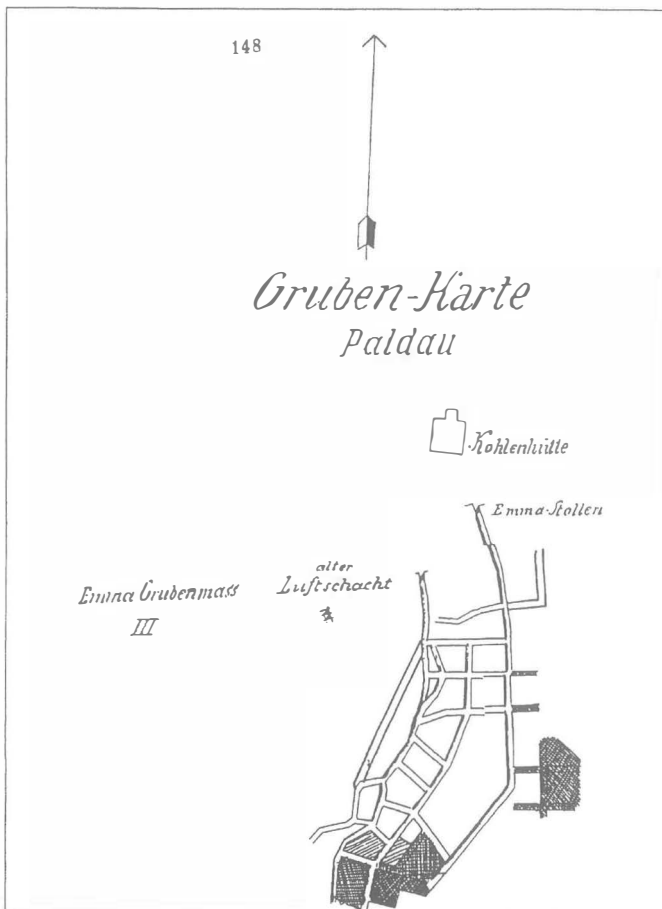 148
Gruben-Karte
Paldau
Kohlenhütte
Emma-Stollen
alter
Luftschacht
Emma Grubenmass
III